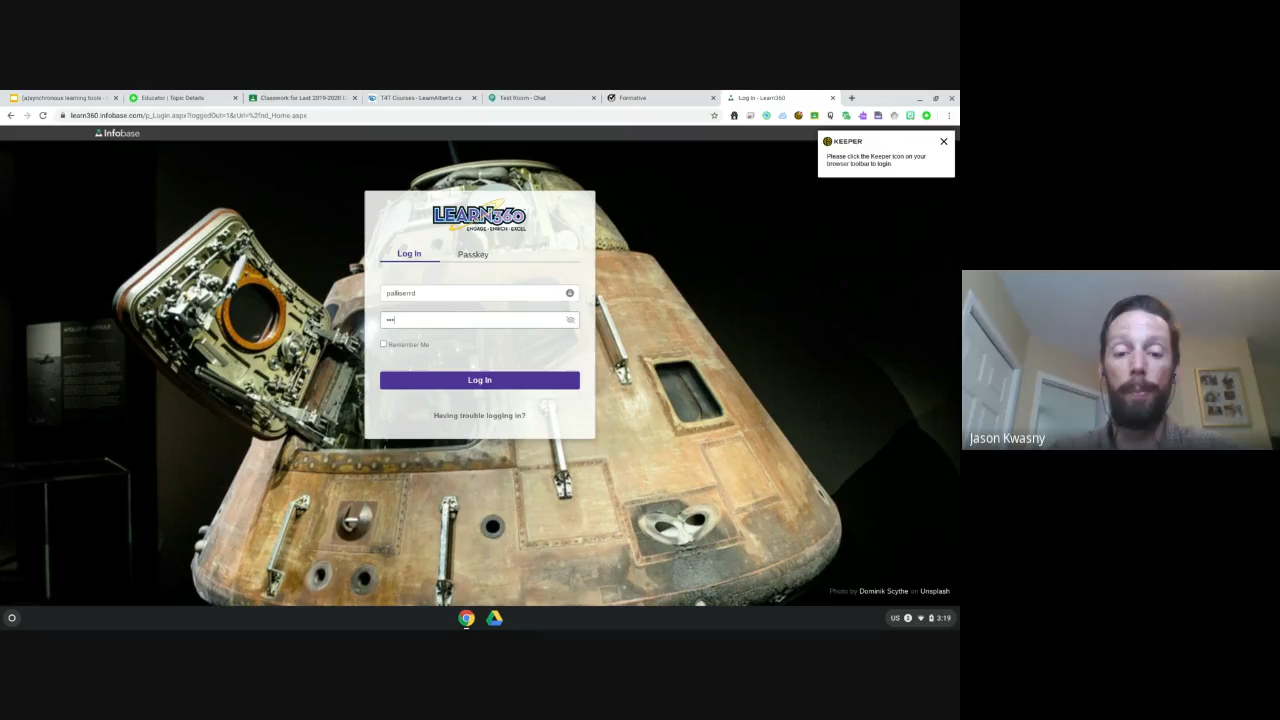 (a)synchronous learning tools -
Educator | Topic Details
Classwork for Last 2019-2020 D
T4T Courses - LearnAlberta.ca
Test Room - Chat
Formative
Log In - Learn360
learn360.infobase.com/p_Login.aspx?loggedOut=1&rUrl=%2fnd_Home.aspx
Infobase
KEEPER
Please click the Keeper icon on your
browser toolbar to login.
LEARN360
ENGAGE · ENRICH · EXCEL
Log In
Passkey
palliserrd
Remember Me
Log In
Having trouble logging in?
Jason Kwasny
Photo by Dominik Scythe on Unsplash
US 2 3:19